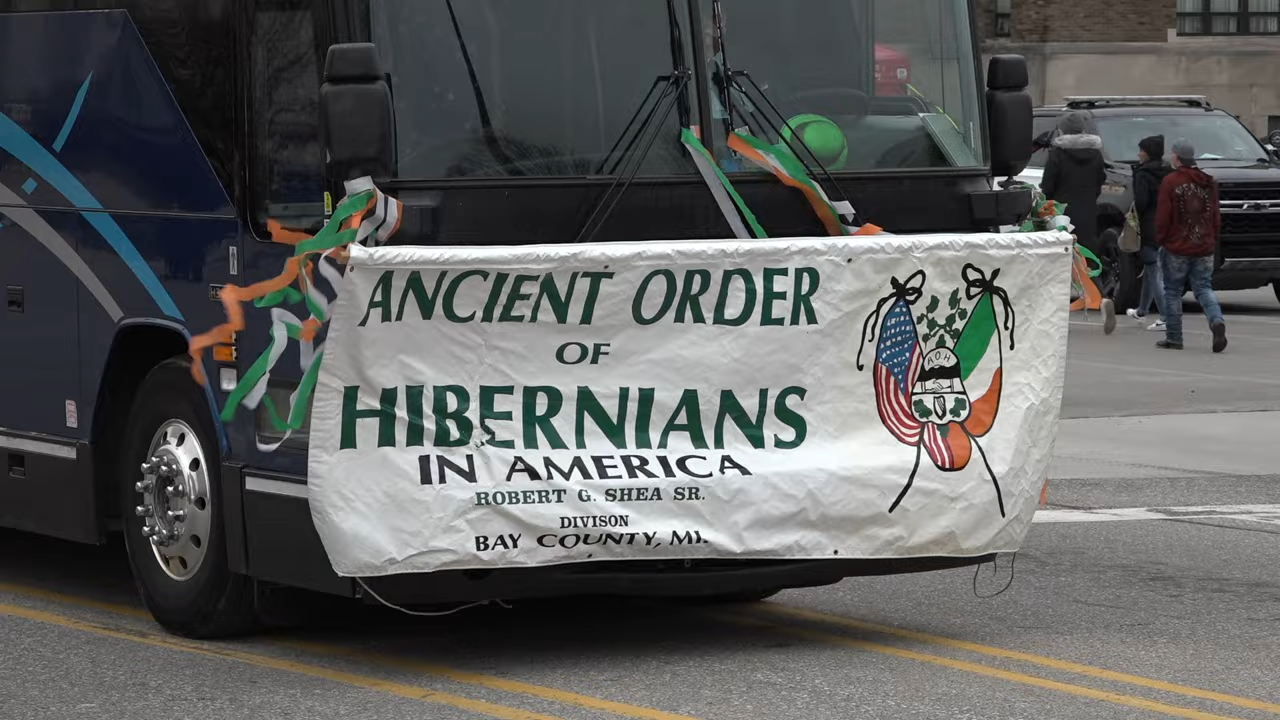 ANCIENT ORDER
OF
HIBERNIANS
IN AMERICA
ROBERT G. SHEA SR.
DIVISON
BAY COUNTY, MI.
AOH